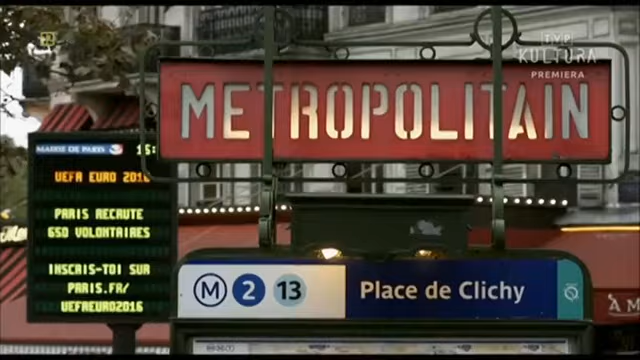 TVP
KULTURA
PREMIERA
METROPOLITAIN
MAIRIE DE PARIS
UEFA EURO 2016
PARIS RECRUTE
650 VOLONTAIRES
INSCRIS-TOI SUR
PARIS.FR/
UEFAEURO2016
M 2 13 Place de Clichy